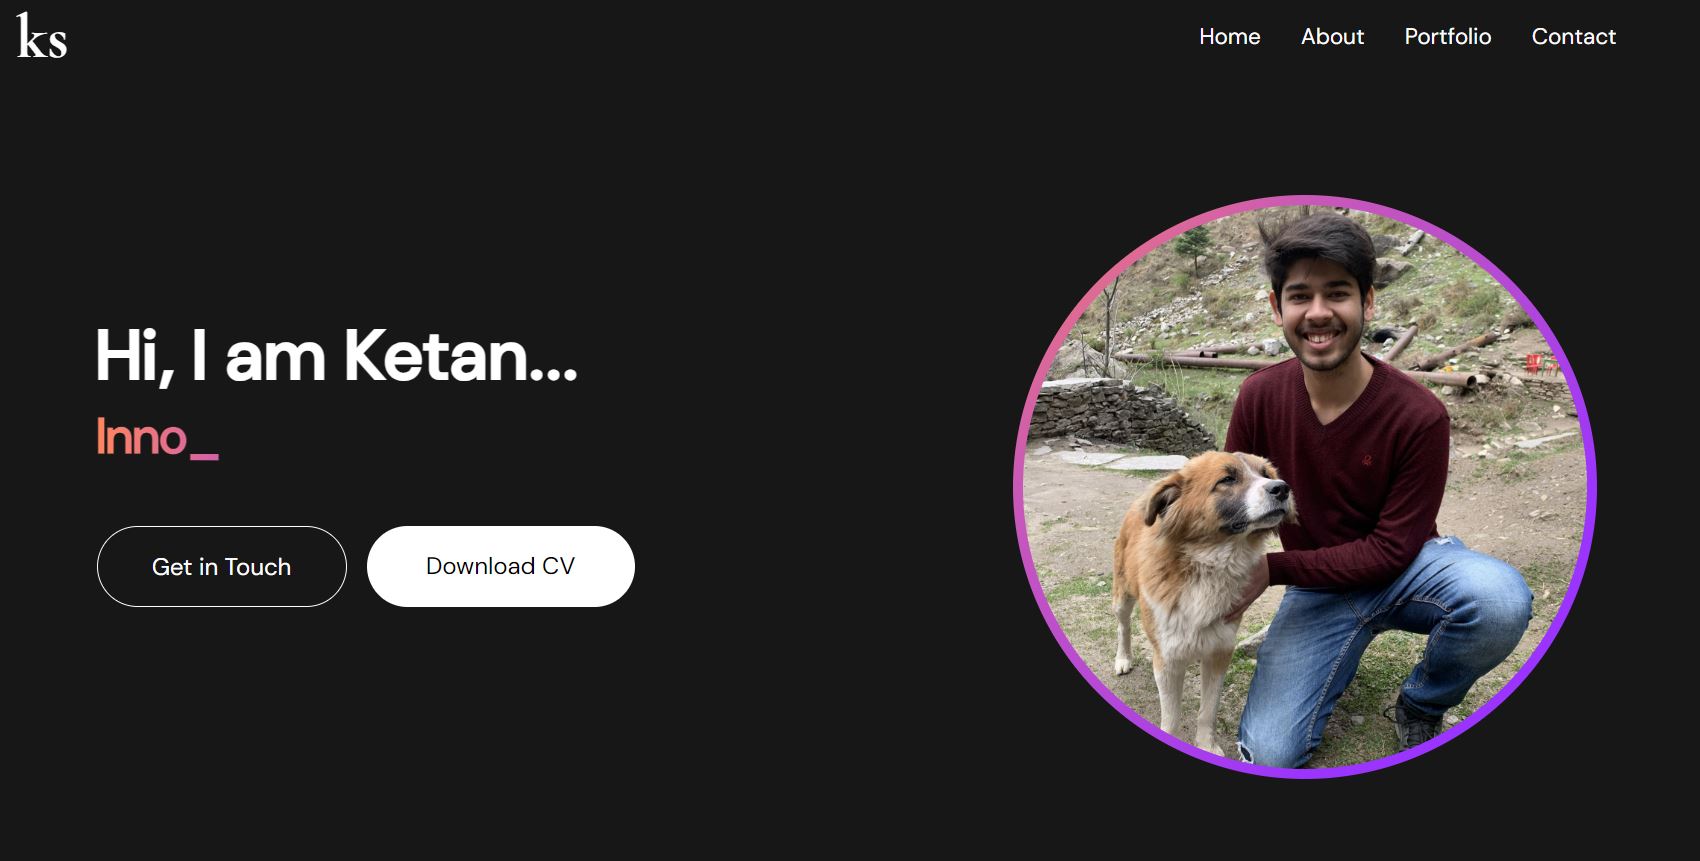 ks
Home About Portfolio Contact
Hi, I am Ketan...
Inno_
Get in Touch Download CV